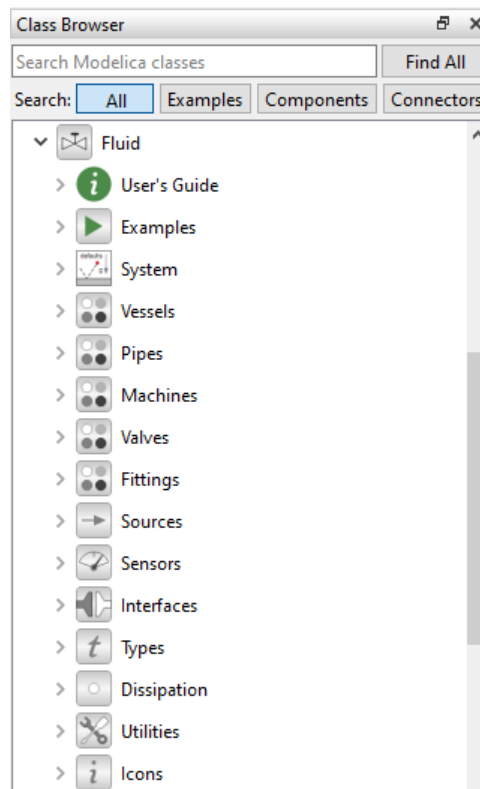 Class Browser
Search Modelica classes
Find All
Search:
All
Examples
Components
Connectors
Fluid
User's Guide
Examples
defaults
System
Vessels
Pipes
Machines
Valves
Fittings
Sources
Sensors
Interfaces
t
Types
Dissipation
Utilities
i
Icons